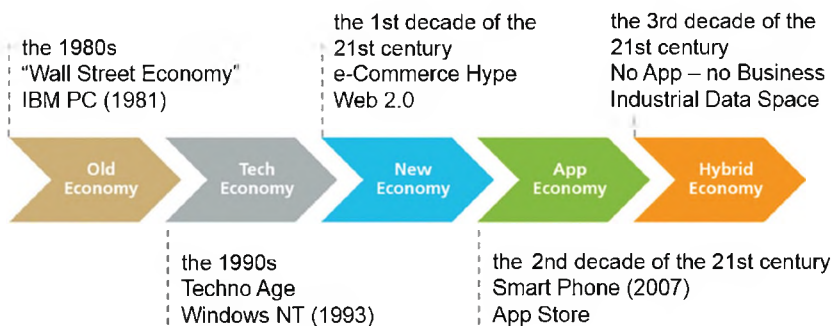 the 1980s
“Wall Street Economy”
IBM PC (1981)
the 1st decade of the
21st century
e-Commerce Hype
Web 2.0
the 3rd decade of the
21st century
No App – no Business
Industrial Data Space
Old
Economy
Tech
Economy
New
Economy
App
Economy
Hybrid
Economy
the 1990s
Techno Age
Windows NT (1993)
the 2nd decade of the 21st century
Smart Phone (2007)
App Store